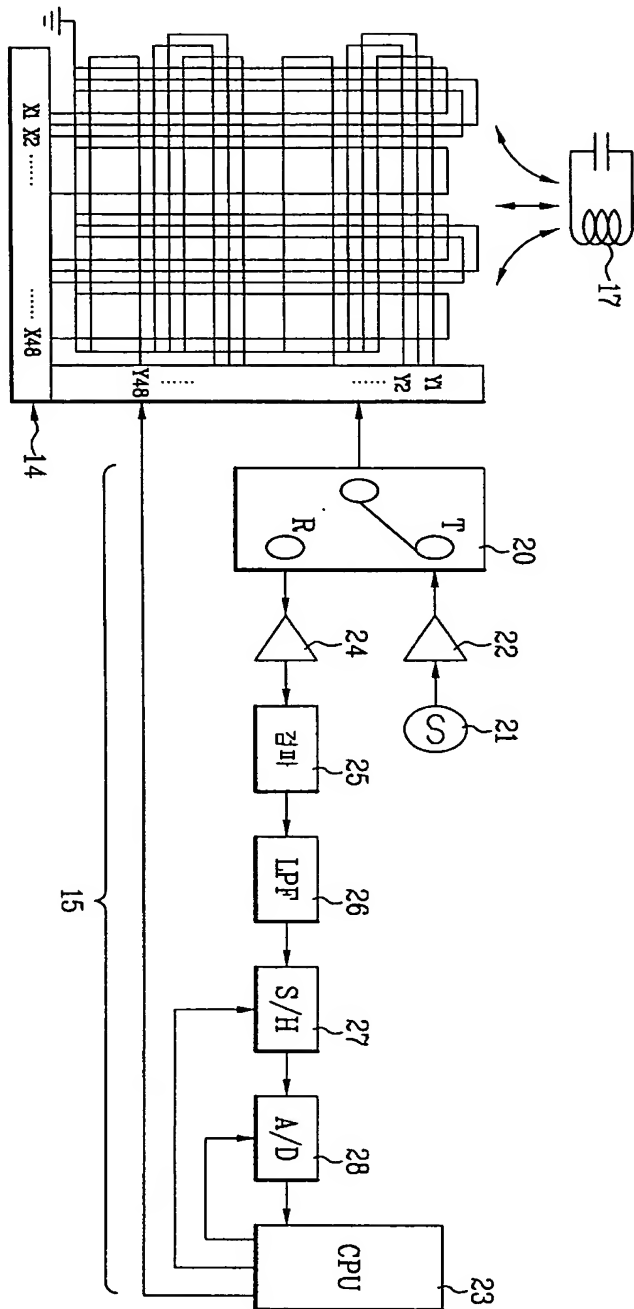 17
X1
X2
......
......
X48
Y1
Y2
......
......
Y48
14
20
T
R
22
21
S
24
검파
25
LPF
26
S/H
27
A/D
28
CPU
23
15